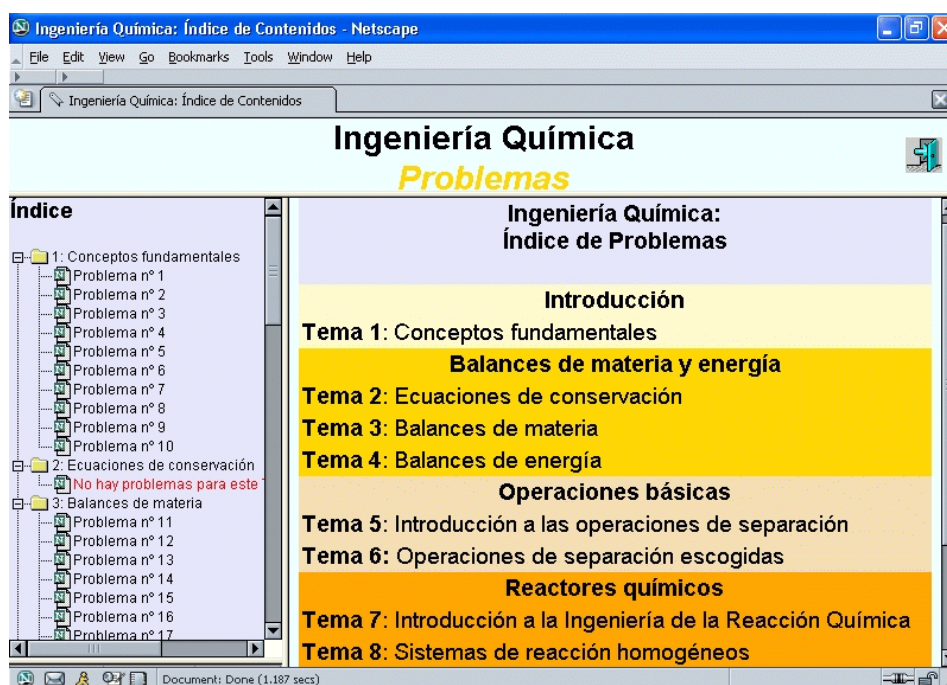 Ingeniería Química: Índice de Contenidos - Netscape
File Edit View Go Bookmarks Tools Window Help
Ingeniería Química: Índice de Contenidos
Ingeniería Química
Problemas
Índice
1: Conceptos fundamentales
Problema nº 1
Problema nº 2
Problema nº 3
Problema nº 4
Problema nº 5
Problema nº 6
Problema nº 7
Problema nº 8
Problema nº 9
Problema nº 10
2: Ecuaciones de conservación
No hay problemas para este
3: Balances de materia
Problema nº 11
Problema nº 12
Problema nº 13
Problema nº 14
Problema nº 15
Problema nº 16
Problema nº 17
Ingeniería Química:
Índice de Problemas
Introducción
Tema 1: Conceptos fundamentales
Balances de materia y energía
Tema 2: Ecuaciones de conservación
Tema 3: Balances de materia
Tema 4: Balances de energía
Operaciones básicas
Tema 5: Introducción a las operaciones de separación
Tema 6: Operaciones de separación escogidas
Reactores químicos
Tema 7: Introducción a la Ingeniería de la Reacción Química
Tema 8: Sistemas de reacción homogéneos
Document: Done (1.187 secs)